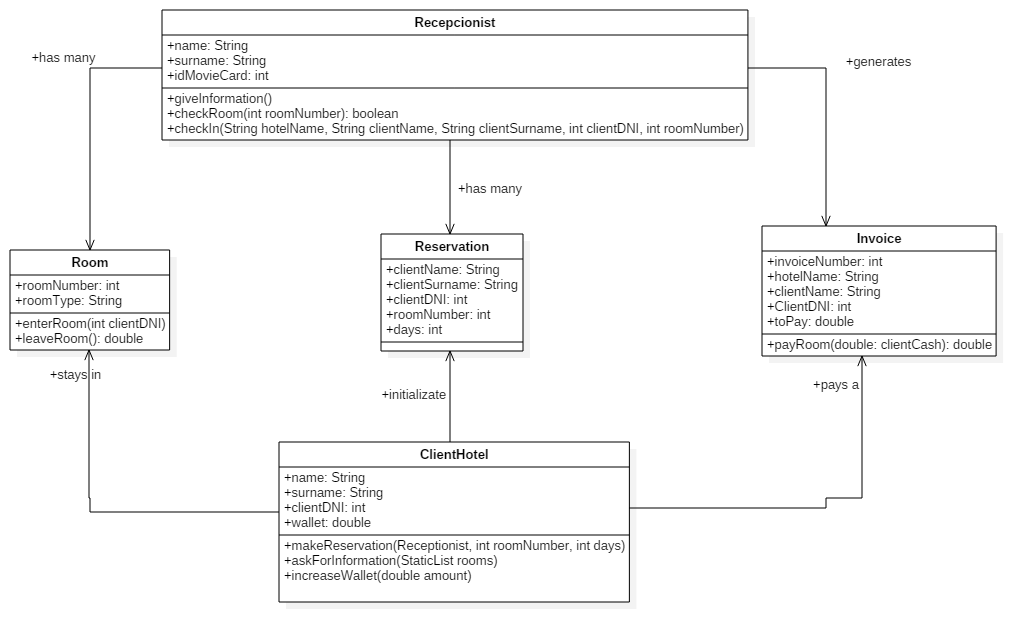 Recepcionist
+name: String
+surname: String
+idMovieCard: int
+giveInformation()
+checkRoom(int roomNumber): boolean
+checkIn(String hotelName, String clientName, String clientSurname, int clientDNI, int roomNumber)
+has many
+generates
+has many
Room
+roomNumber: int
+roomType: String
+enterRoom(int clientDNI)
+leaveRoom(): double
Reservation
+clientName: String
+clientSurname: String
+clientDNI: int
+roomNumber: int
+days: int
Invoice
+invoiceNumber: int
+hotelName: String
+clientName: String
+ClientDNI: int
+toPay: double
+payRoom(double: clientCash): double
+stays in
+initializate
+pays a
ClientHotel
+name: String
+surname: String
+clientDNI: int
+wallet: double
+makeReservation(Receptionist, int roomNumber, int days)
+askForInformation(StaticList rooms)
+increaseWallet(double amount)